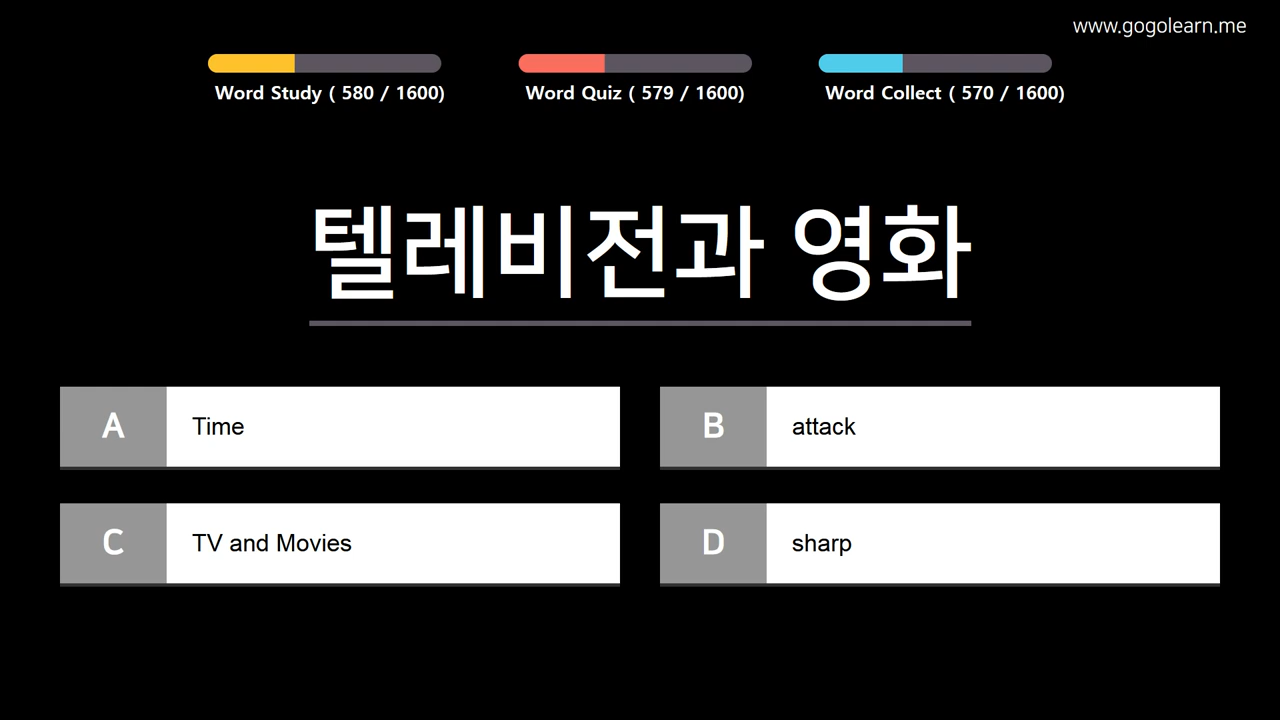 www.gogolearn.me
Word Study ( 580 / 1600)
Word Quiz ( 579 / 1600)
Word Collect ( 570 / 1600)
텔레비전과 영화
A
Time
B
attack
C
TV and Movies
D
sharp